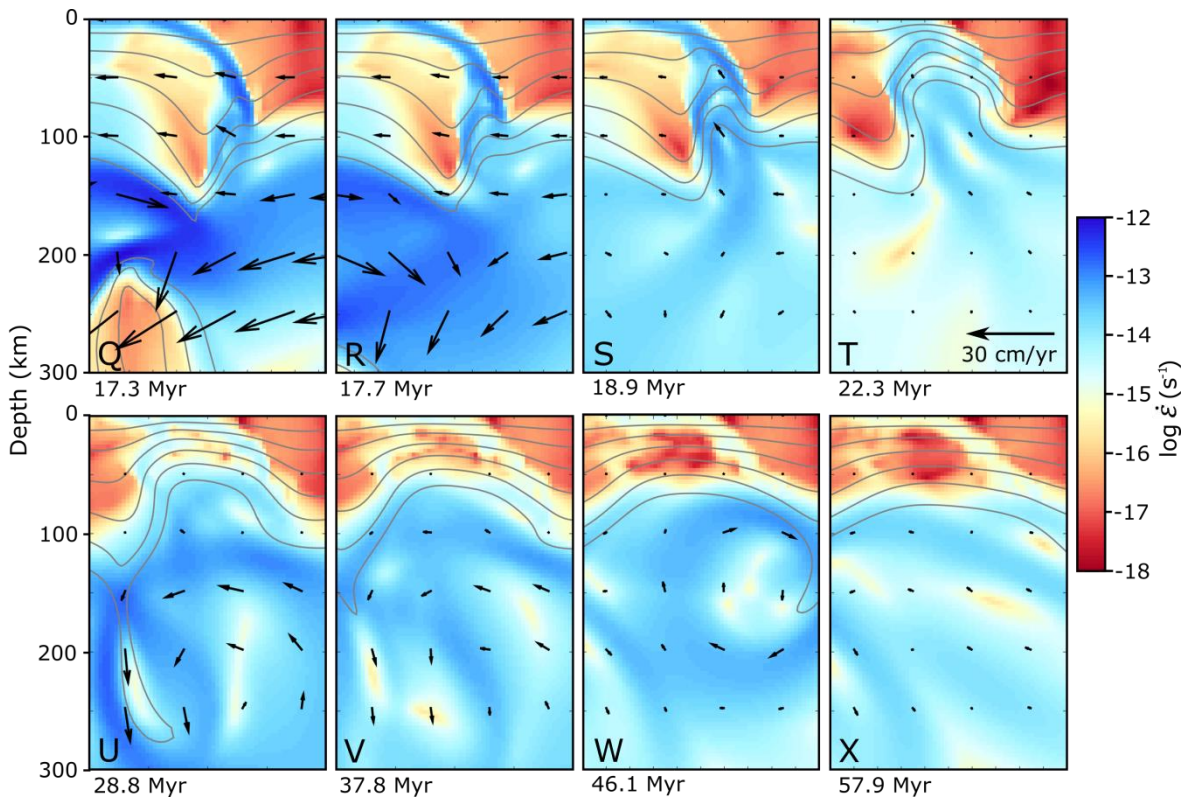 0
100
200
300
Depth (km)
Q
R
S
T
30 cm/yr
17.3 Myr
17.7 Myr
18.9 Myr
22.3 Myr
-12
-13
-14
-15
-16
-17
-18
log ε̇ (s⁻¹)
0
100
200
300
U
V
W
X
28.8 Myr
37.8 Myr
46.1 Myr
57.9 Myr